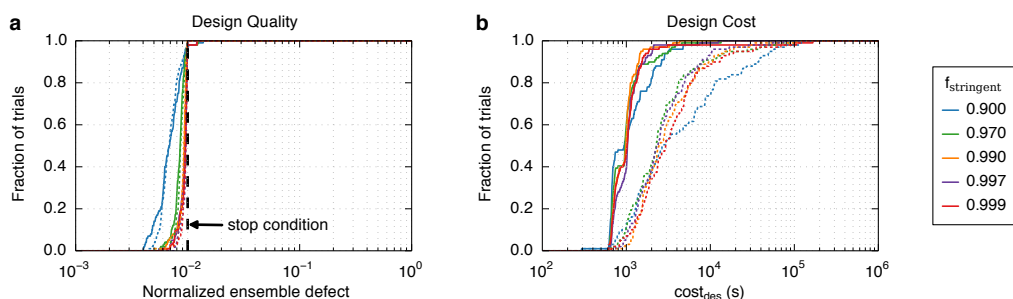 a
Design Quality
1.0
0.8
0.6
0.4
0.2
0.0
Fraction of trials
stop condition
10⁻³
10⁻²
10⁻¹
10⁰
Normalized ensemble defect
b
Design Cost
1.0
0.8
0.6
0.4
0.2
0.0
Fraction of trials
10²
10³
10⁴
10⁵
10⁶
cost_des (s)
f_stringent
0.900
0.970
0.990
0.997
0.999